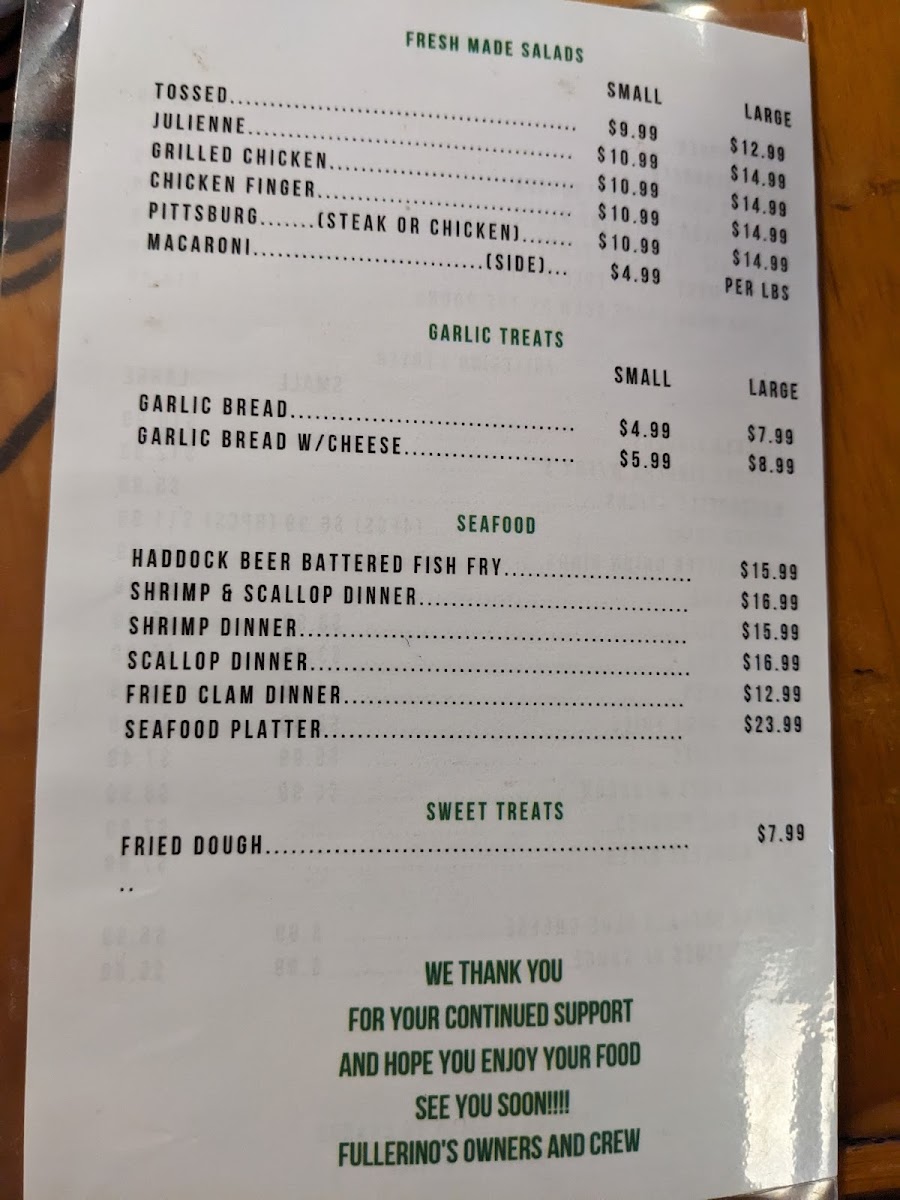 FRESH MADE SALADS
SMALL LARGE
TOSSED........................................ $9.99 $12.99
JULIENNE........................................ $10.99 $14.99
GRILLED CHICKEN.............................. $10.99 $14.99
CHICKEN FINGER.............................. $10.99 $14.99
PITTSBURG.......(STEAK OR CHICKEN)....... $10.99 $14.99
MACARONI.............................(SIDE)... $4.99 PER LBS
GARLIC TREATS
SMALL LARGE
GARLIC BREAD................................... $4.99 $7.99
GARLIC BREAD W/CHEESE..................... $5.99 $8.99
SEAFOOD
HADDOCK BEER BATTERED FISH FRY....................... $15.99
SHRIMP & SCALLOP DINNER................................. $16.99
SHRIMP DINNER............................................... $15.99
SCALLOP DINNER.............................................. $16.99
FRIED CLAM DINNER.......................................... $12.99
SEAFOOD PLATTER............................................ $23.99
SWEET TREATS
FRIED DOUGH.................................................... $7.99
..
WE THANK YOU
FOR YOUR CONTINUED SUPPORT
AND HOPE YOU ENJOY YOUR FOOD
SEE YOU SOON!!!!
FULLERINO'S OWNERS AND CREW